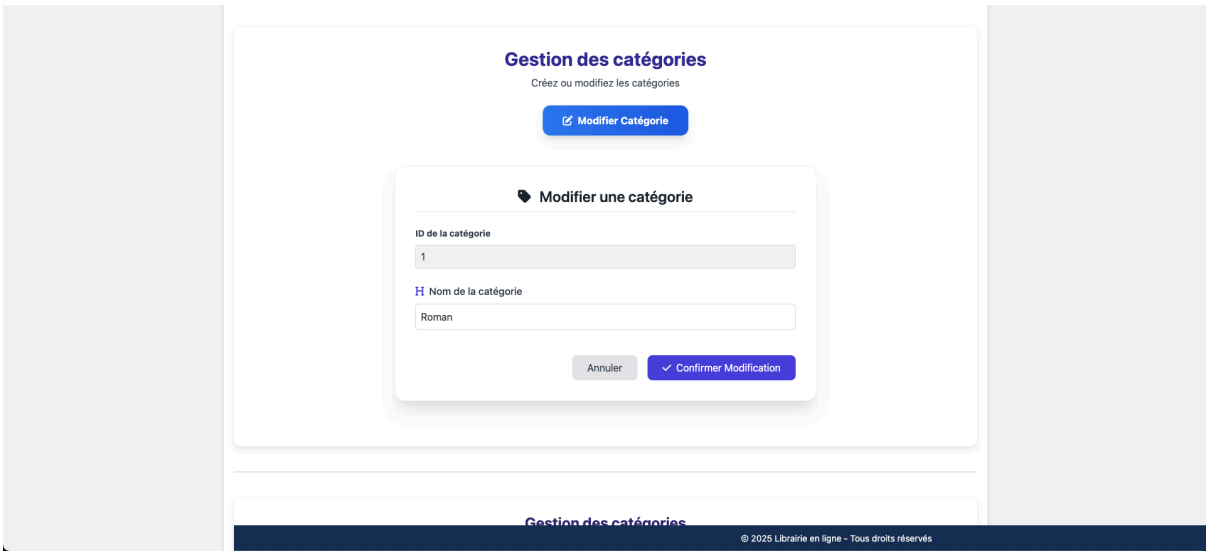 Gestion des catégories
Créez ou modifiez les catégories
Modifier Catégorie
Modifier une catégorie
ID de la catégorie
1
Nom de la catégorie
Roman
Annuler
Confirmer Modification
Gestion des catégories
© 2025 Librairie en ligne - Tous droits réservés